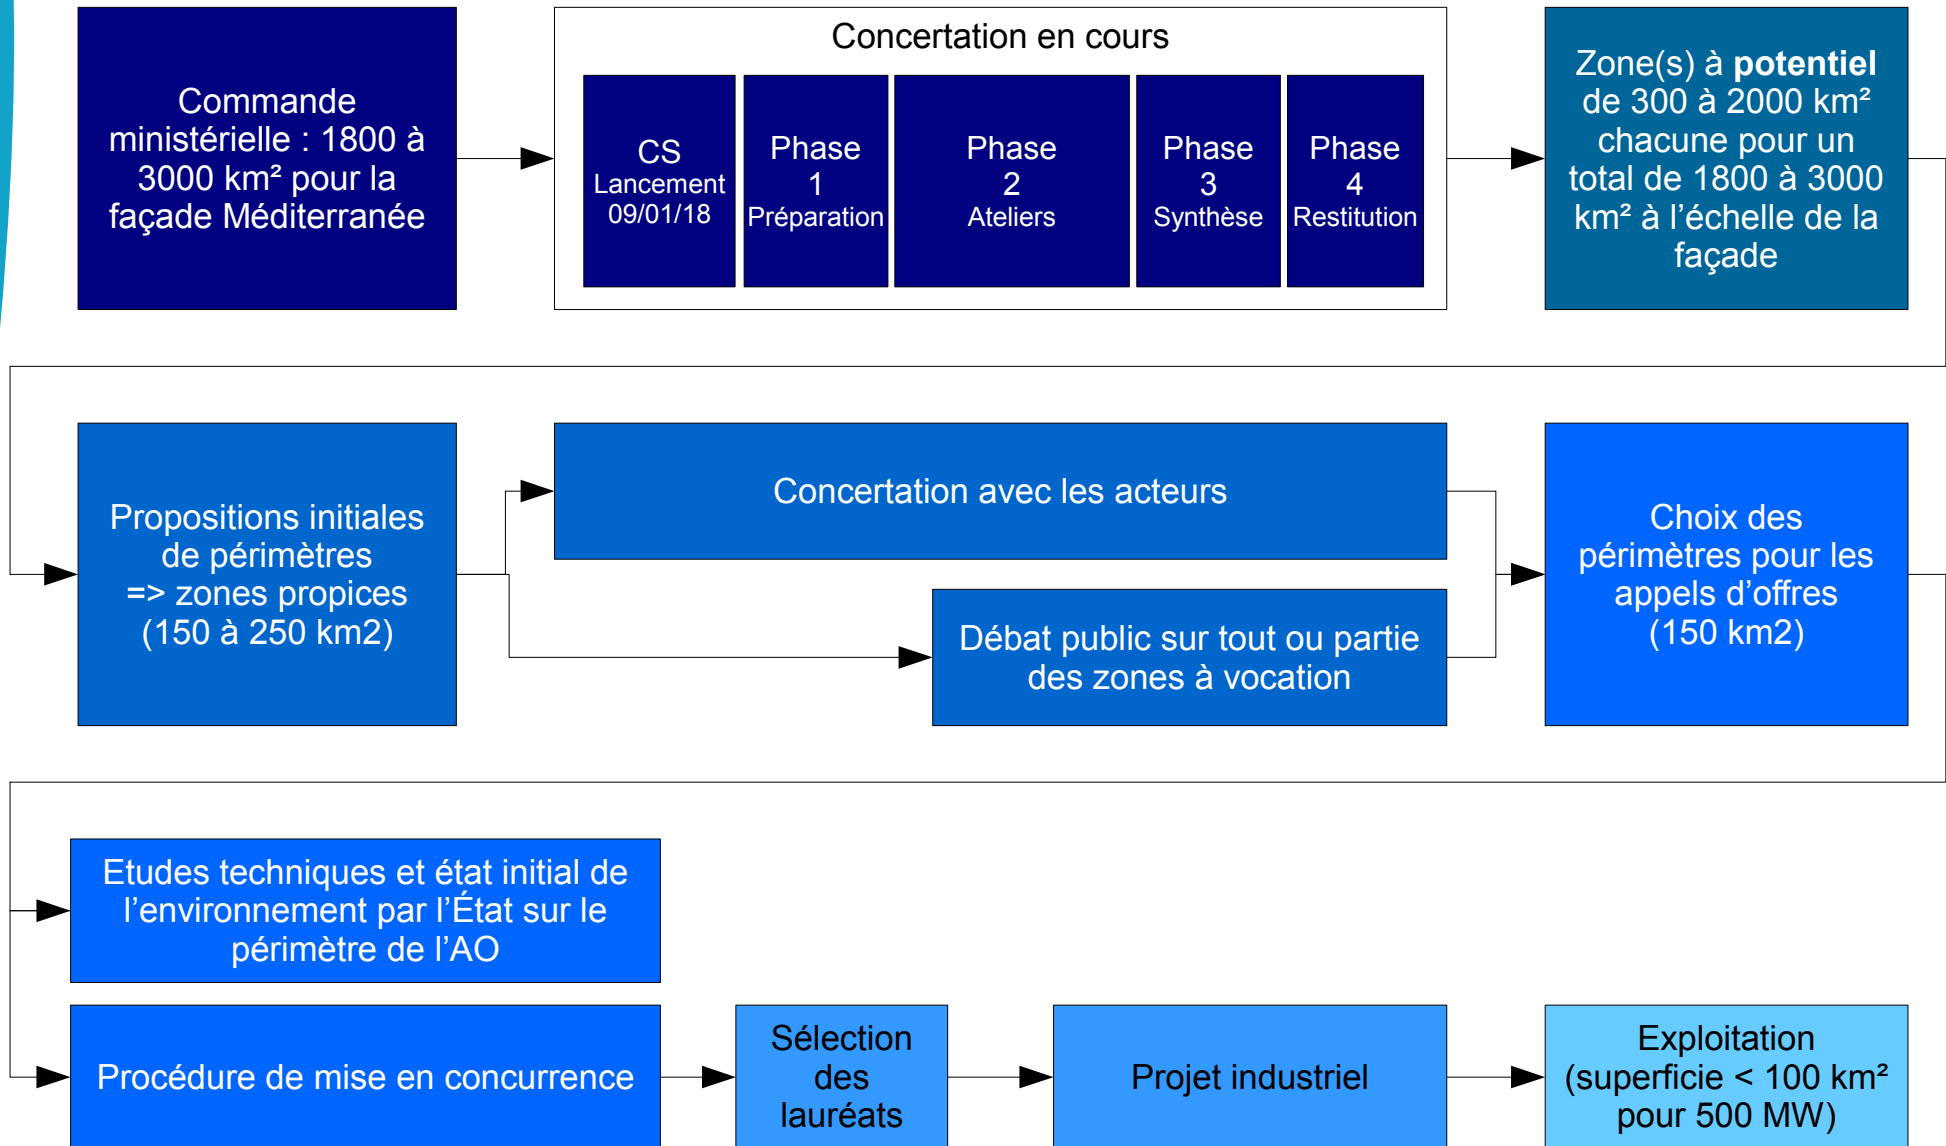 Commande
ministérielle : 1800 à
3000 km² pour la
façade Méditerranée
Concertation en cours
CS
Lancement
09/01/18
Phase
1
Préparation
Phase
2
Ateliers
Phase
3
Synthèse
Phase
4
Restitution
Zone(s) à potentiel
de 300 à 2000 km²
chacune pour un
total de 1800 à 3000
km² à l’échelle de la
façade
Propositions initiales
de périmètres
=> zones propices
(150 à 250 km2)
Concertation avec les acteurs
Débat public sur tout ou partie
des zones à vocation
Choix des
périmètres pour les
appels d’offres
(150 km2)
Etudes techniques et état initial de
l’environnement par l’État sur le
périmètre de l’AO
Procédure de mise en concurrence
Sélection
des
lauréats
Projet industriel
Exploitation
(superficie < 100 km²
pour 500 MW)